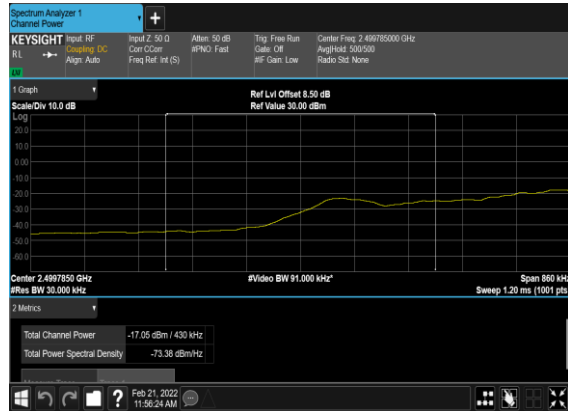 Spectrum Analyzer 1
Channel Power
+
KEYSIGHT Input: RF Input Z: 50 Ω Atten: 50 dB Trig: Free Run Center Freq: 2.499785000 GHz
RL Coupling: DC Corr CCorr #PNO: Fast Gate: Off Avg|Hold: 500/500
Align: Auto Freq Ref: Int (S) #IF Gain: Low Radio Std: None
1 Graph
Ref Lvl Offset 8.50 dB
Scale/Div 10.0 dB Ref Value 30.00 dBm
Log
20.0
10.0
0.00
-10.0
-20.0
-30.0
-40.0
-50.0
-60.0
Center 2.4997850 GHz #Video BW 91.000 kHz* Span 860 kHz
#Res BW 30.000 kHz Sweep 1.20 ms (1001 pts
2 Metrics
Total Channel Power -17.05 dBm / 430 kHz
Total Power Spectral Density -73.38 dBm/Hz
? Feb 21, 2022
11:56:24 AM